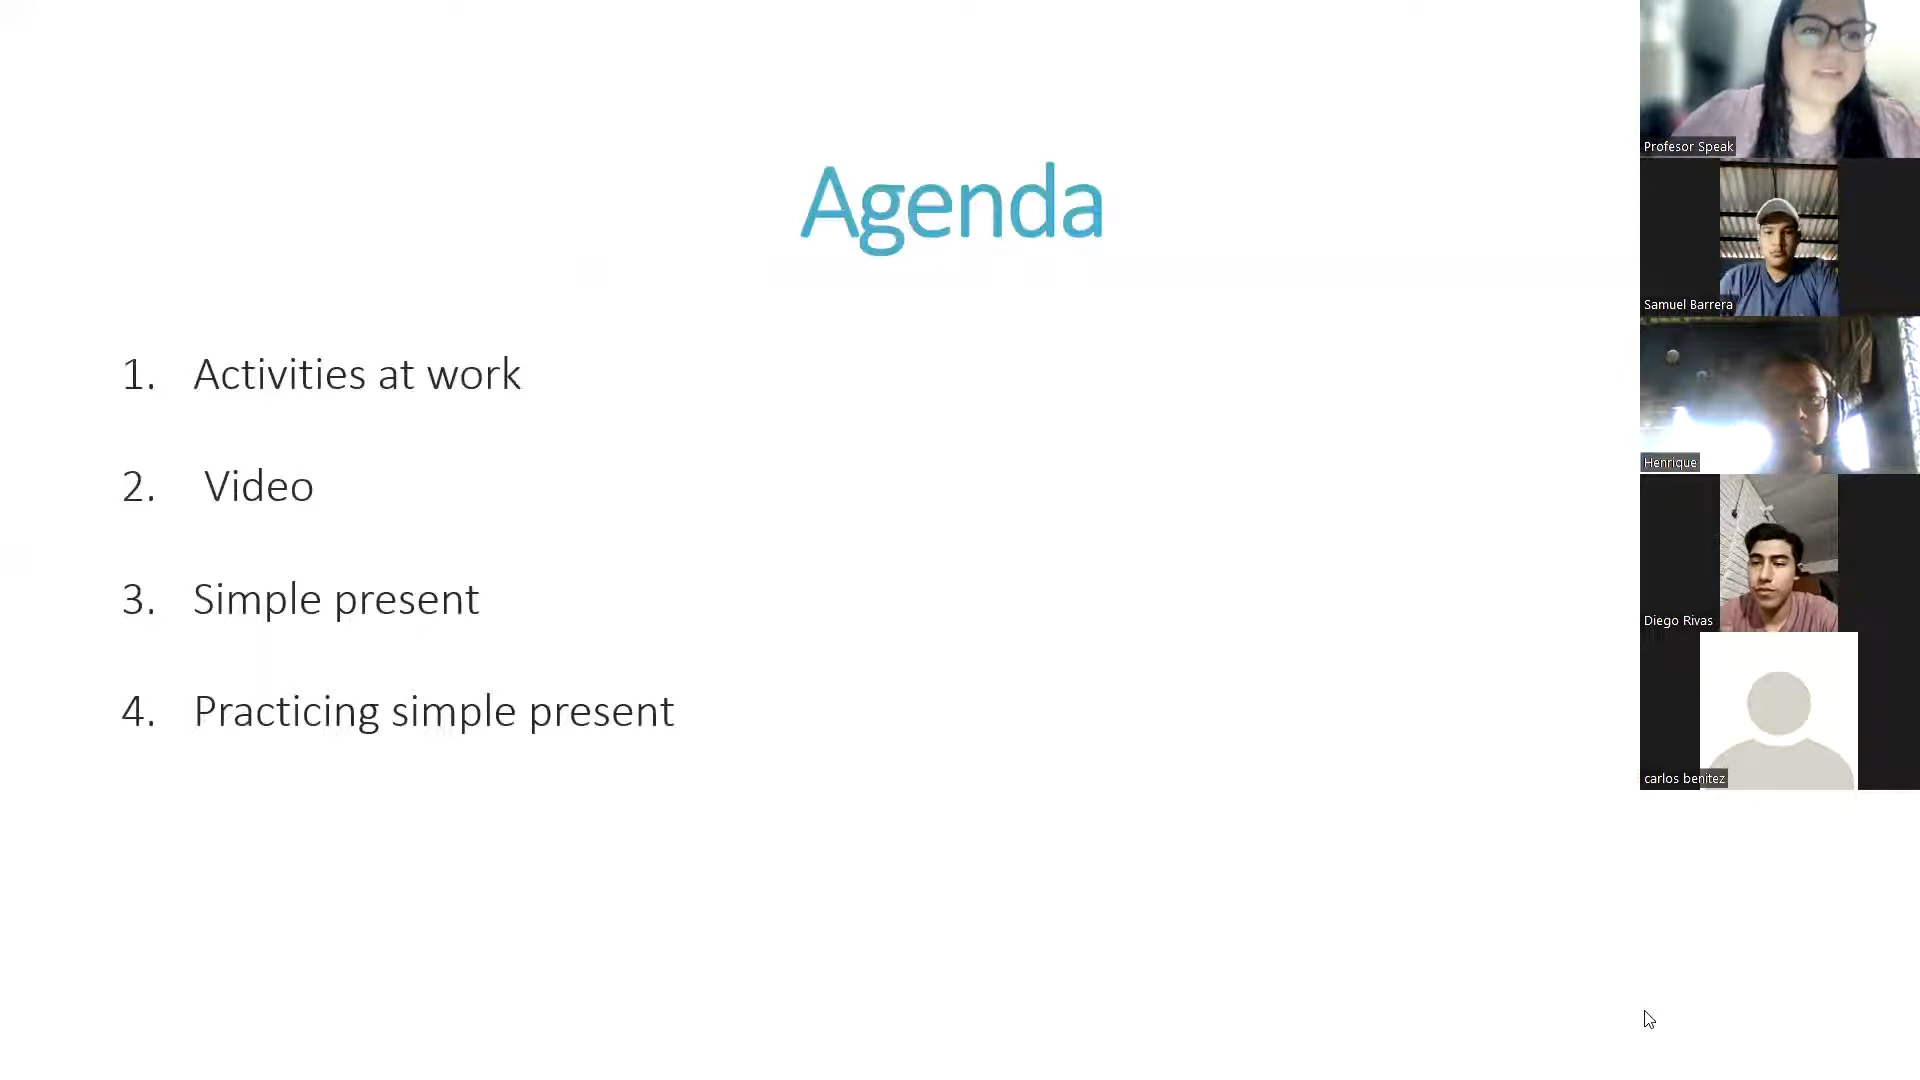 Agenda
1. Activities at work
2. Video
3. Simple present
4. Practicing simple present
Profesor Speak
Samuel Barrera
Henrique
Diego Rivas
carlos benitez